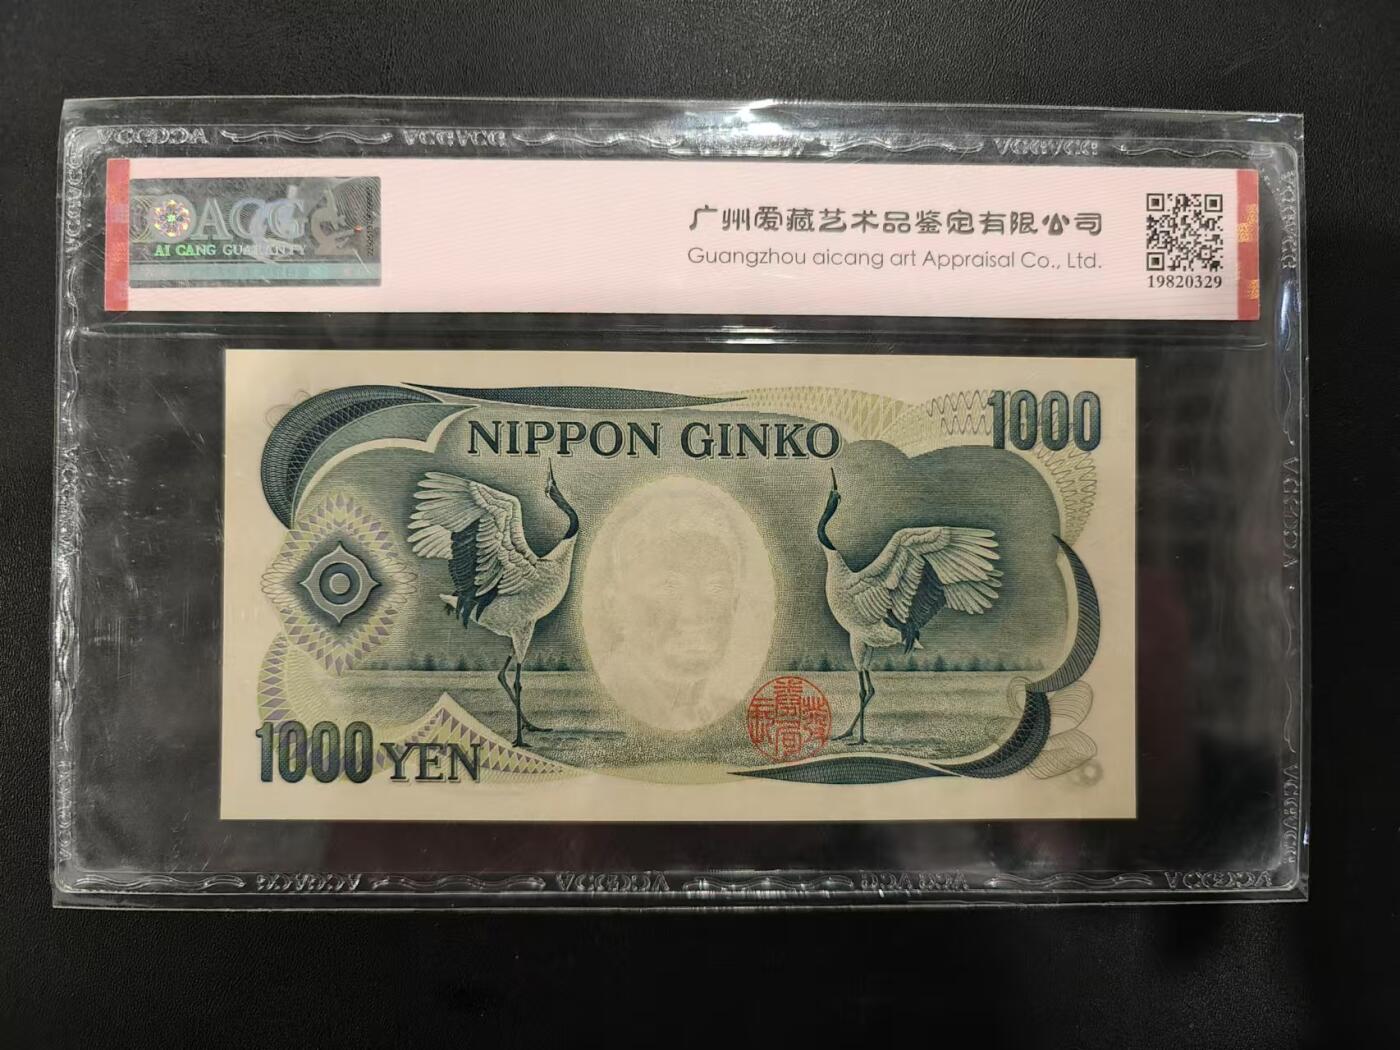 ACG
AI CANG GUARANTY
广州爱藏艺术品鉴定有限公司
Guangzhou aicang art Appraisal Co., Ltd.
19820329
NIPPON GINKO
1000
1000 YEN